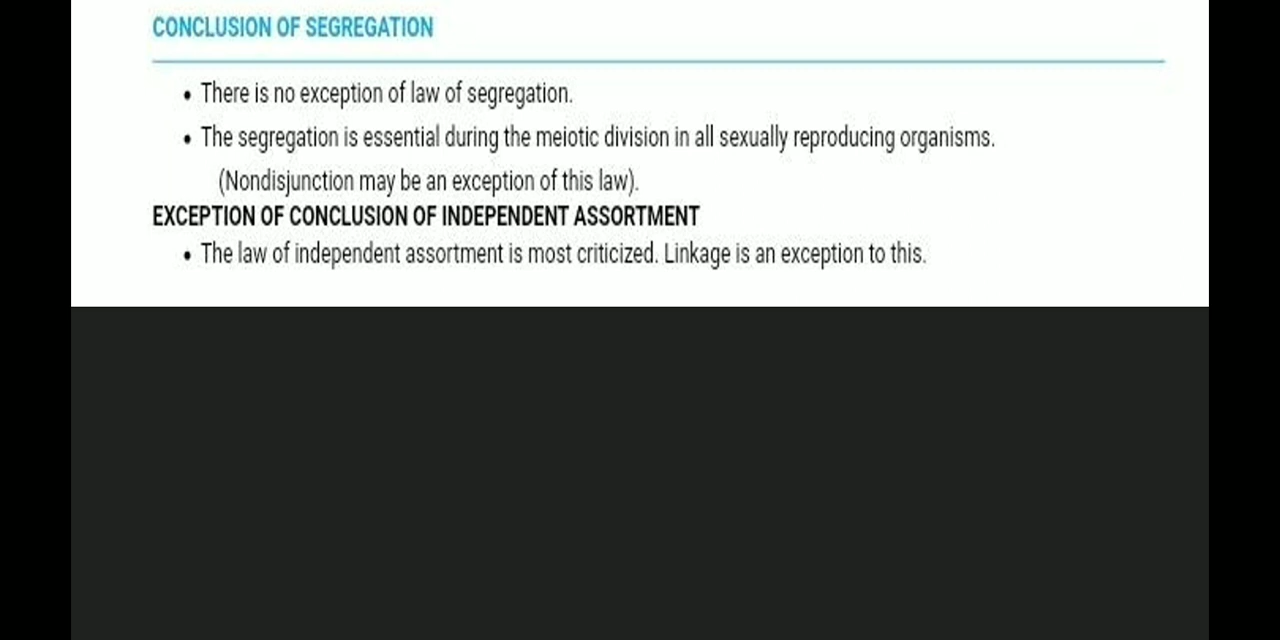 CONCLUSION OF SEGREGATION
• There is no exception of law of segregation.
• The segregation is essential during the meiotic division in all sexually reproducing organisms.
(Nondisjunction may be an exception of this law).
EXCEPTION OF CONCLUSION OF INDEPENDENT ASSORTMENT
• The law of independent assortment is most criticized. Linkage is an exception to this.